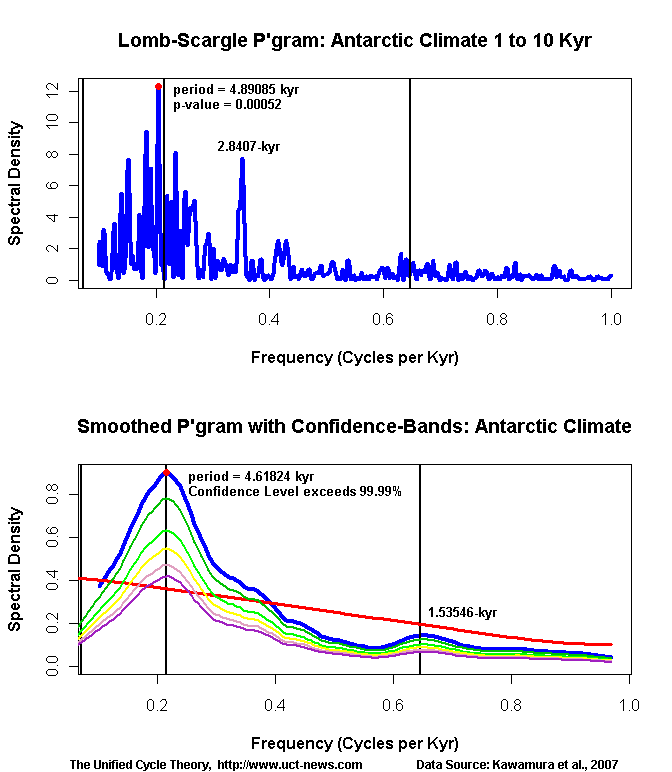 Lomb-Scargle P'gram: Antarctic Climate 1 to 10 Kyr
period = 4.89085 kyr
p-value = 0.00052
2.8407-kyr
Spectral Density
12
10
8
6
4
2
0
0.2 0.4 0.6 0.8 1.0
Frequency (Cycles per Kyr)
Smoothed P'gram with Confidence-Bands: Antarctic Climate
period = 4.61824 kyr
Confidence Level exceeds 99.99%
1.53546-kyr
Spectral Density
0.8
0.6
0.4
0.2
0.0
0.2 0.4 0.6 0.8 1.0
Frequency (Cycles per Kyr)
The Unified Cycle Theory, http://www.uct-news.com Data Source: Kawamura et al., 2007